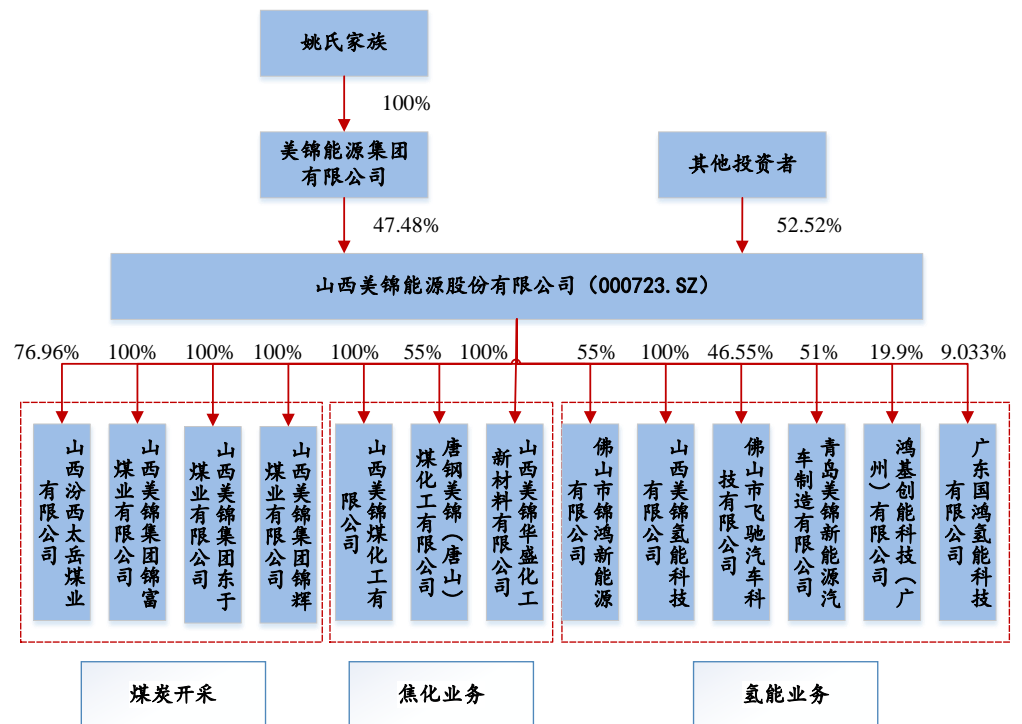 姚氏家族
100%
美锦能源集团
有限公司
其他投资者
47.48%
52.52%
山西美锦能源股份有限公司（000723.SZ）
76.96%
100%
100%
100%
100%
55%
100%
55%
100%
46.55%
51%
19.9%
9.033%
山西汾西太岳煤业
有限公司
山西美锦集团锦富
煤业有限公司
山西美锦集团东于
煤业有限公司
山西美锦集团锦辉
煤业有限公司
山西美锦煤化工有
限公司
唐钢美锦（唐山）
煤化工有限公司
山西美锦华盛化工
新材料有限公司
佛山市锦鸿新能源
有限公司
山西美锦氢能科技
有限公司
佛山市飞驰汽车科
技有限公司
青岛美锦新能源汽
车制造有限公司
鸿基创能科技（广
州）有限公司
广东国鸿氢能科技
有限公司
煤炭开采
焦化业务
氢能业务